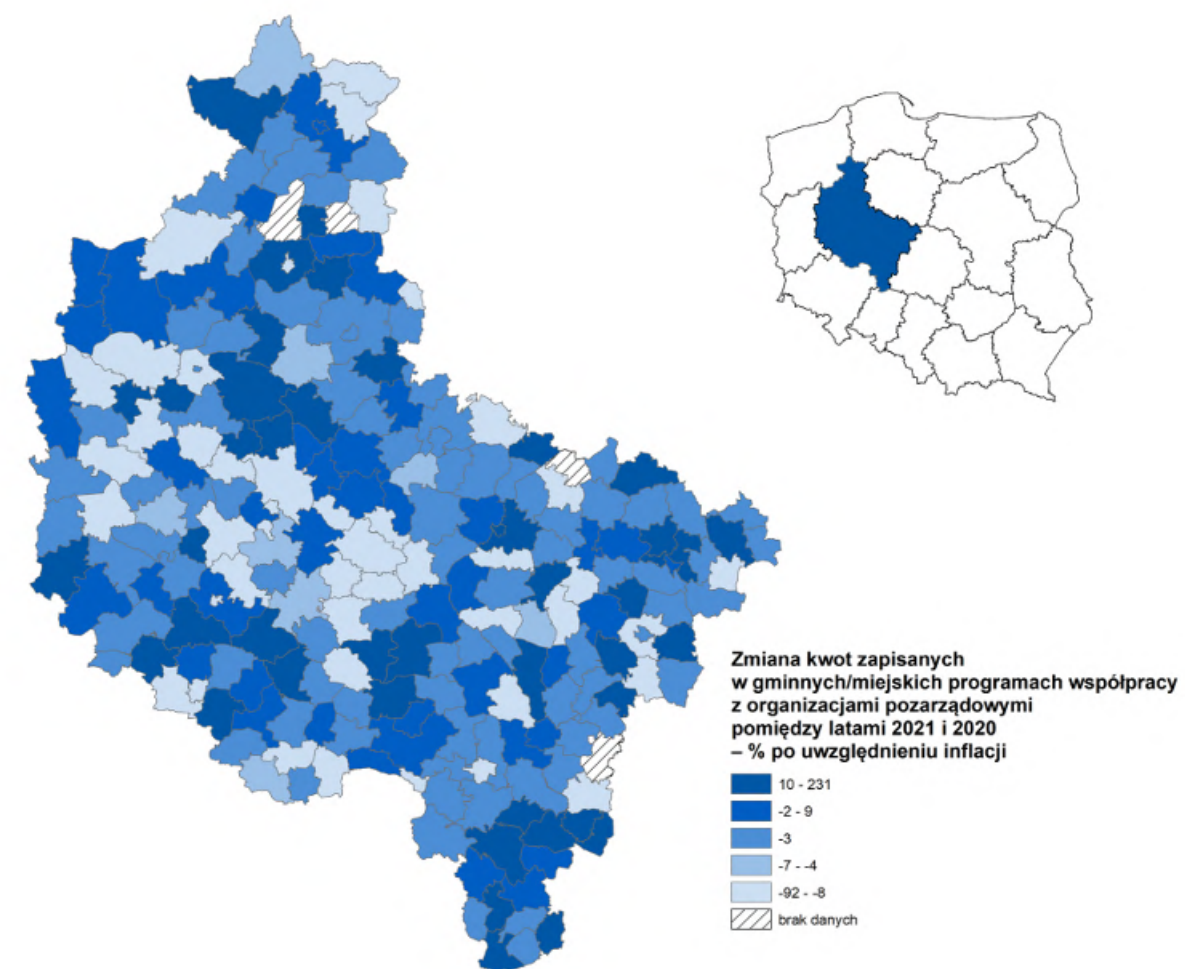 Zmiana kwot zapisanych
w gminnych/miejskich programach współpracy
z organizacjami pozarządowymi
pomiędzy latami 2021 i 2020
– % po uwzględnieniu inflacji
10 - 231
-2 - 9
-3
-7 - -4
-92 - -8
brak danych